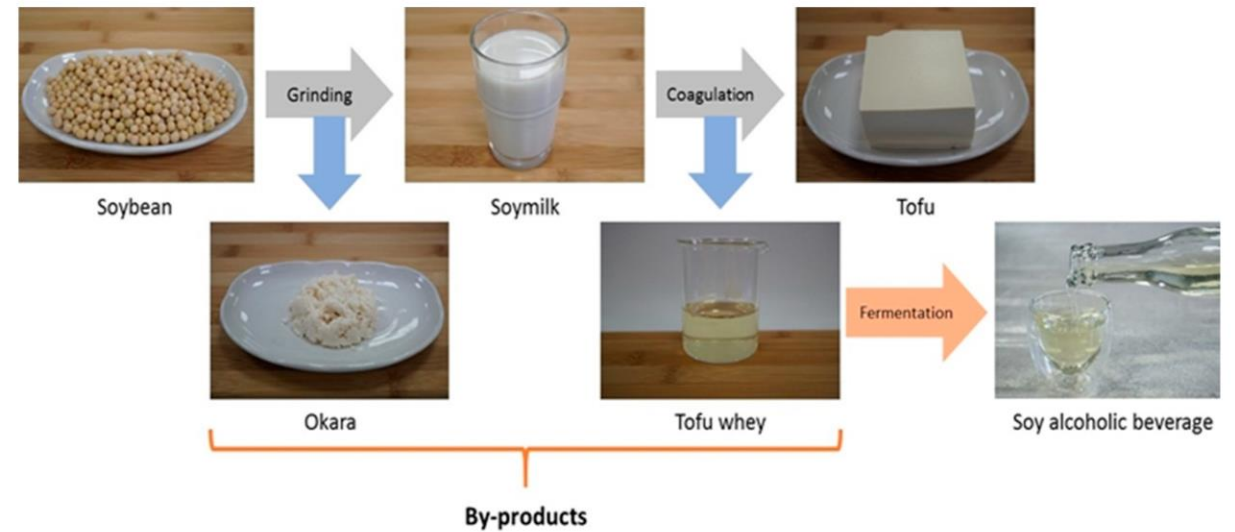 Grinding
Coagulation
Soybean
Soymilk
Tofu
Fermentation
Okara
Tofu whey
Soy alcoholic beverage
By-products